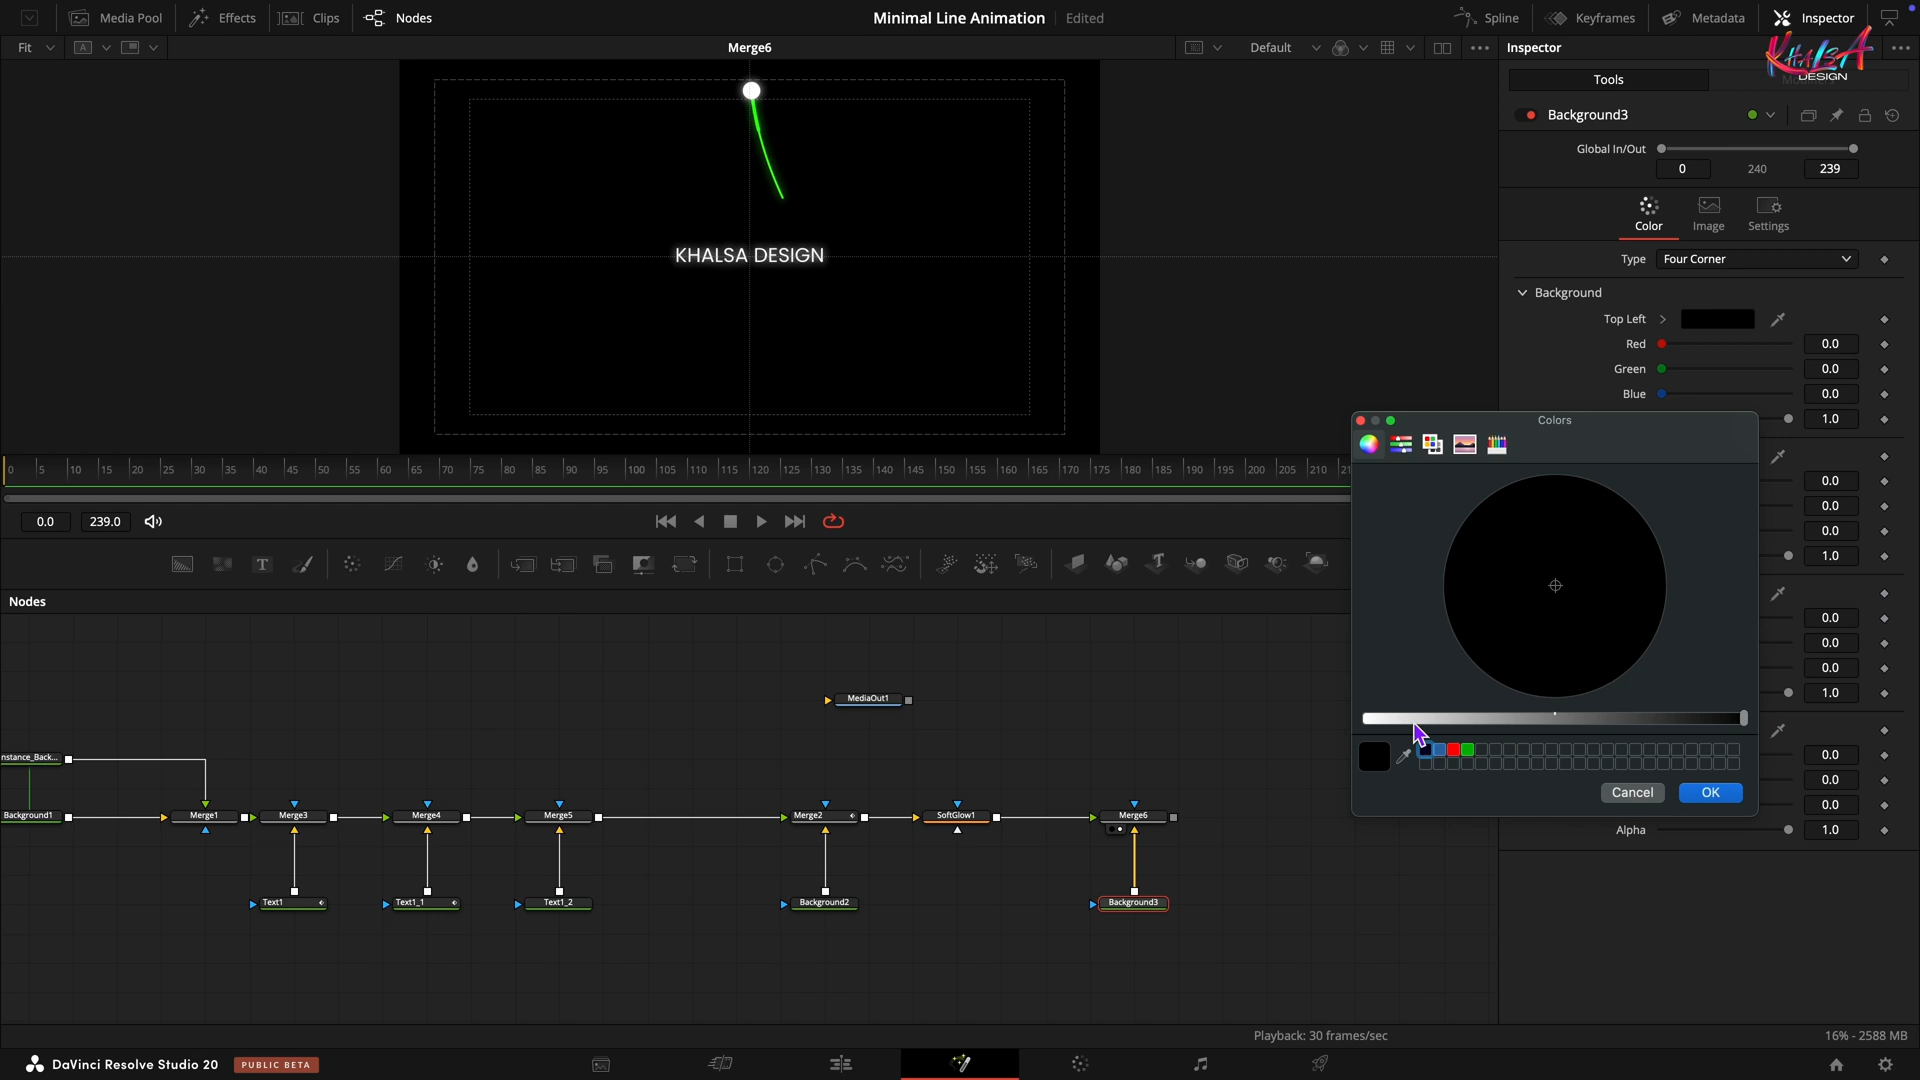 Media Pool Effects Clips Nodes Minimal Line Animation Edited Spline Keyframes Metadata Inspector
Fit A Merge6 Default Inspector
KHALSA
DESIGN
Tools
Background3
Global In/Out
0 240 239
Color Image Settings
Type Four Corner
Background
Top Left
Red 0.0
Green 0.0
Blue 0.0
1.0
KHALSA DESIGN
Colors
0 5 10 15 20 25 30 35 40 45 50 55 60 65 70 75 80 85 90 95 100 105 110 115 120 125 130 135 140 145 150 155 160 165 170 175 180 185 190 195 200 205 210
0.0 239.0
0.0
0.0
0.0
1.0
0.0
0.0
0.0
1.0
0.0
0.0
0.0
Alpha 1.0
Cancel OK
Nodes
MediaOut1
nstance_Back...
Background1 Merge1 Merge3 Merge4 Merge5 Merge2 SoftGlow1 Merge6
Text1 Text1_1 Text1_2 Background2 Background3
Playback: 30 frames/sec 16% - 2588 MB
DaVinci Resolve Studio 20 PUBLIC BETA